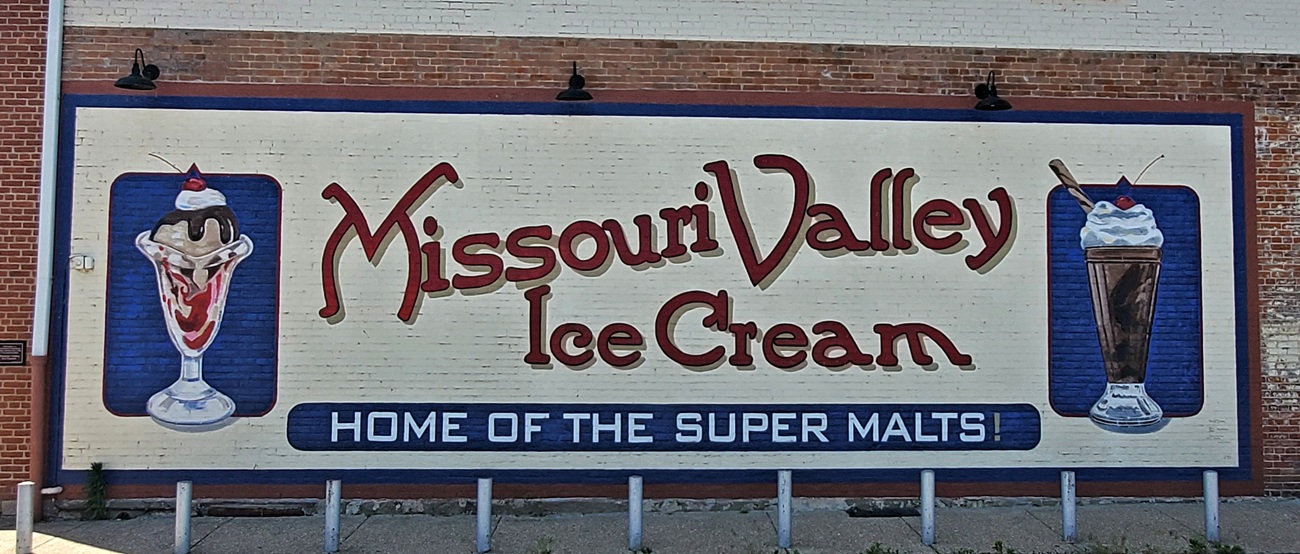 Missouri Valley
Ice Cream
HOME OF THE SUPER MALTS!